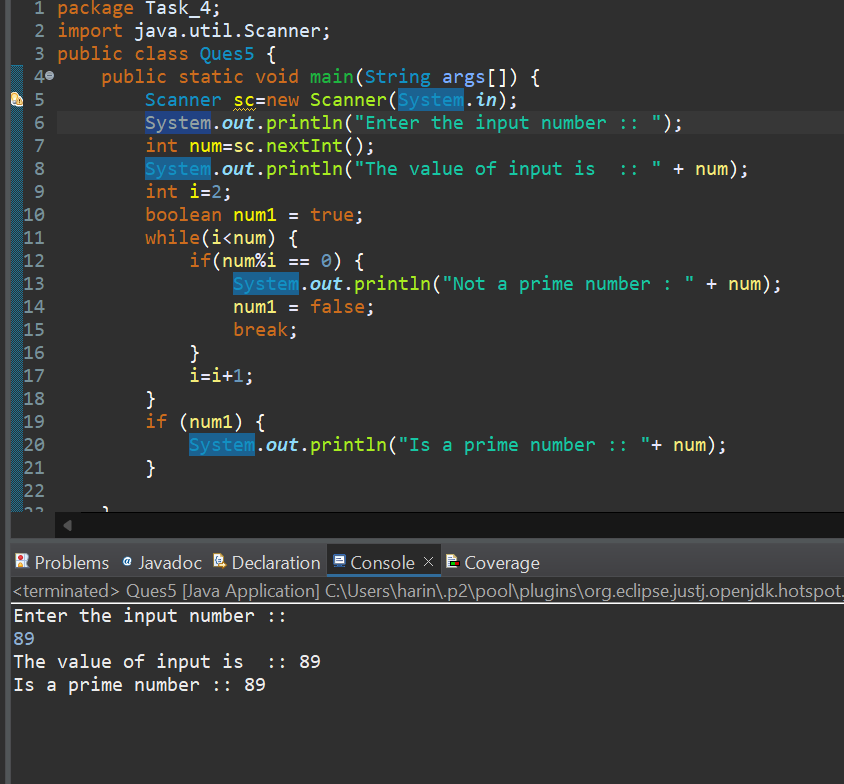 1 package Task_4;
2 import java.util.Scanner;
3 public class Ques5 {
4 public static void main(String args[]) {
5 Scanner sc=new Scanner(System.in);
6 System.out.println("Enter the input number :: ");
7 int num=sc.nextInt();
8 System.out.println("The value of input is  :: " + num);
9 int i=2;
10 boolean num1 = true;
11 while(i<num) {
12 if(num%i == 0) {
13 System.out.println("Not a prime number : " + num);
14 num1 = false;
15 break;
16 }
17 i=i+1;
18 }
19 if (num1) {
20 System.out.println("Is a prime number :: "+ num);
21 }
22
23 }
Problems @ Javadoc Declaration Console × Coverage
<terminated> Ques5 [Java Application] C:\Users\harin\.p2\pool\plugins\org.eclipse.justj.openjdk.hotspot.
Enter the input number ::
89
The value of input is  :: 89
Is a prime number :: 89